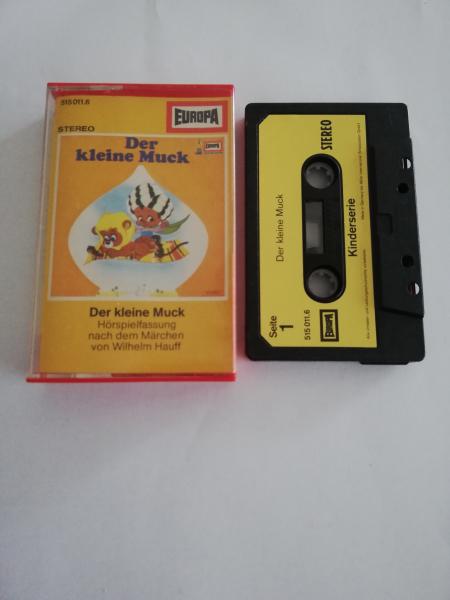 515 011.6
EUROPA
STEREO
Der
kleine Muck
EUROPA
Der kleine Muck
Hörspielfassung
nach dem Märchen
von Wilhelm Hauff
STEREO
Der kleine Muck
Kinderserie
Seite
1
515 011.6
EUROPA